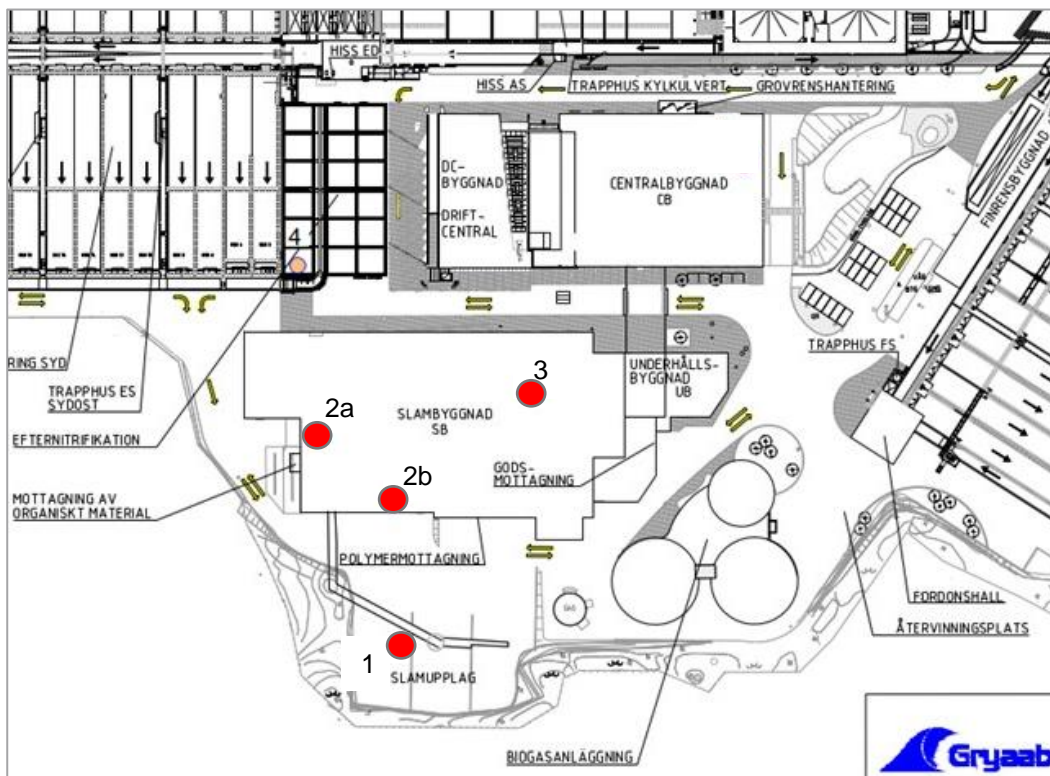 HISS ED
HISS AS
TRAPPHUS KYLKULVERT
GROVRENSHANTERING
DC-
BYGGNAD
DRIFT-
CENTRAL
CENTRALBYGGNAD
CB
FINRENSBYGGNAD
4
RING SYD
TRAPPHUS ES
SYDOST
EFTERNITRIFIKATION
MOTTAGNING AV
ORGANISKT MATERIAL
2a
2b
3
SLAMBYGGNAD
SB
UNDERHÅLLS-
BYGGNAD
UB
GODS-
MOTTAGNING
TRAPPHUS FS
POLYMERMOTTAGNING
1
SLAMUPPLAG
BIOGASANLÄGGNING
FORDONSHALL
ÅTERVINNINGSPLATS
Gryaab